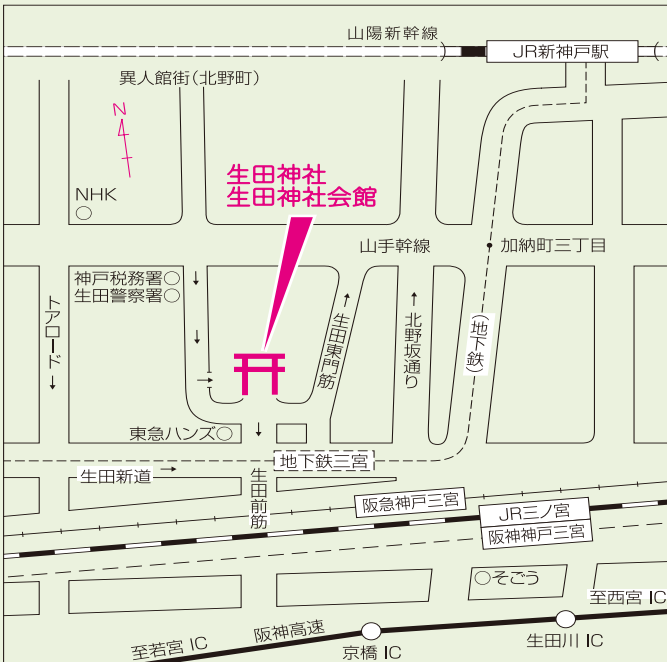 山陽新幹線
JR新神戸駅
異人館街(北野町)
N
生田神社
生田神社会館
NHK
山手幹線
加納町三丁目
神戸税務署
生田警察署
トアロード
生田東門筋
北野坂通り
(地下鉄)
東急ハンズ
地下鉄三宮
生田新道
生田前筋
阪急神戸三宮
JR三ノ宮
阪神神戸三宮
そごう
至西宮 IC
阪神高速
生田川 IC
至若宮 IC
京橋 IC